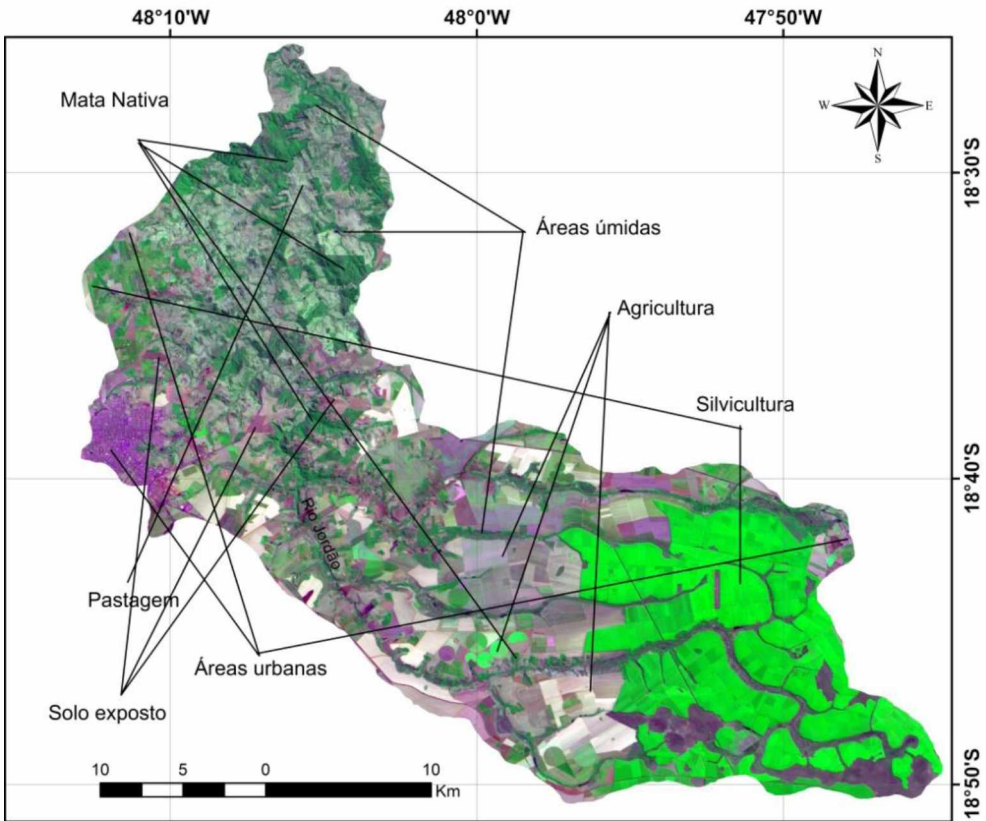 48°10'W 48°0'W 47°50'W
N
W E
S
Mata Nativa
18°30'S
Áreas úmidas
Agricultura
Silvicultura
18°40'S
Rio Jordão
Pastagem
Áreas urbanas
Solo exposto
10 5 0 10
Km
18°50'S